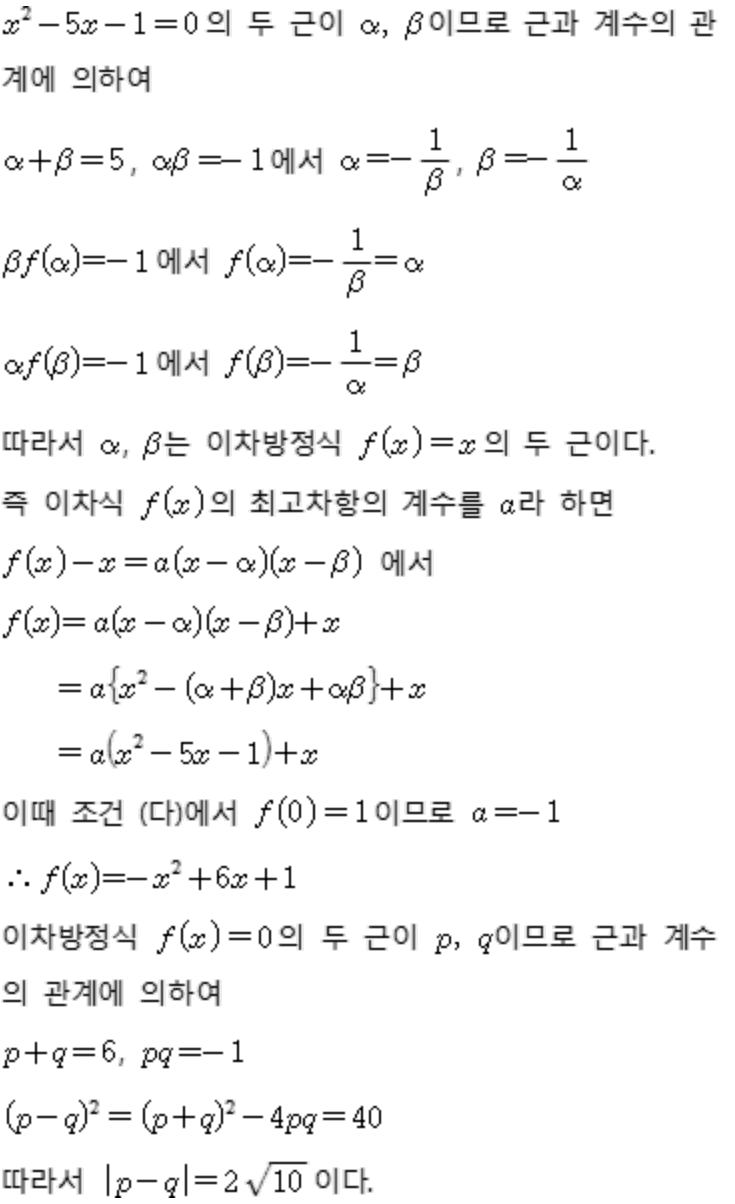 x²−5x−1=0의 두 근이 α, β이므로 근과 계수의 관
계에 의하여
α+β=5, αβ=−1에서 α=−1/β, β=−1/α
βf(α)=−1에서 f(α)=−1/β=α
αf(β)=−1에서 f(β)=−1/α=β
따라서 α, β는 이차방정식 f(x)=x의 두 근이다.
즉 이차식 f(x)의 최고차항의 계수를 a라 하면
f(x)−x=a(x−α)(x−β) 에서
f(x)=a(x−α)(x−β)+x
=a{x²−(α+β)x+αβ}+x
=a(x²−5x−1)+x
이때 조건 (다)에서 f(0)=1이므로 a=−1
∴ f(x)=−x²+6x+1
이차방정식 f(x)=0의 두 근이 p, q이므로 근과 계수
의 관계에 의하여
p+q=6, pq=−1
(p−q)²=(p+q)²−4pq=40
따라서 |p−q|=2√10 이다.